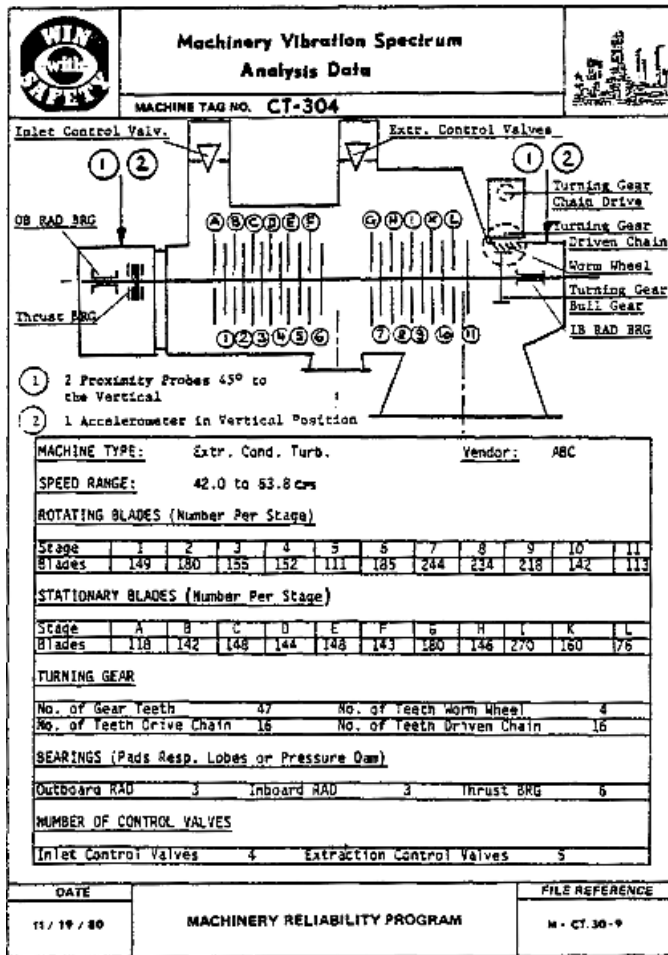 WIN
with
SAFETY
Machinery Vibration Spectrum
Analysis Data
MACHINE TAG NO. CT-304
Inlet Control Valv.
Extr. Control Valves
1 2
1 2
Turning Gear
Chain Drive
OB RAD BRG
A B C D E F
G H I K L
Turning Gear
Driven Chain
Worm Wheel
Thrust BRG
Turning Gear
Bull Gear
1 2 3 4 5 6
7 8 9 10 11
IB RAD BRG
1 2 Proximity Probes 45° to
the Vertical
2 1 Accelerometer in Vertical Position
MACHINE TYPE: Extr. Cond. Turb. Vendor: ABC
SPEED RANGE: 42.0 to 53.8 cps
ROTATING BLADES (Number Per Stage)
Stage 1 2 3 4 5 6 7 8 9 10 11
Blades 149 180 155 152 111 185 244 234 218 142 113
STATIONARY BLADES (Number Per Stage)
Stage A B C D E F G H I K L
Blades 118 142 148 144 148 143 180 146 270 160 76
TURNING GEAR
No. of Gear Teeth 47 No. of Teeth Worm Wheel 4
No. of Teeth Drive Chain 16 No. of Teeth Driven Chain 16
BEARINGS (Pads Resp. Lobes or Pressure Dam)
Outboard RAD 3 Inboard RAD 3 Thrust BRG 6
NUMBER OF CONTROL VALVES
Inlet Control Valves 4 Extraction Control Valves 5
DATE
FILE REFERENCE
11 / 19 / 80
MACHINERY RELIABILITY PROGRAM
M - CT.30-9